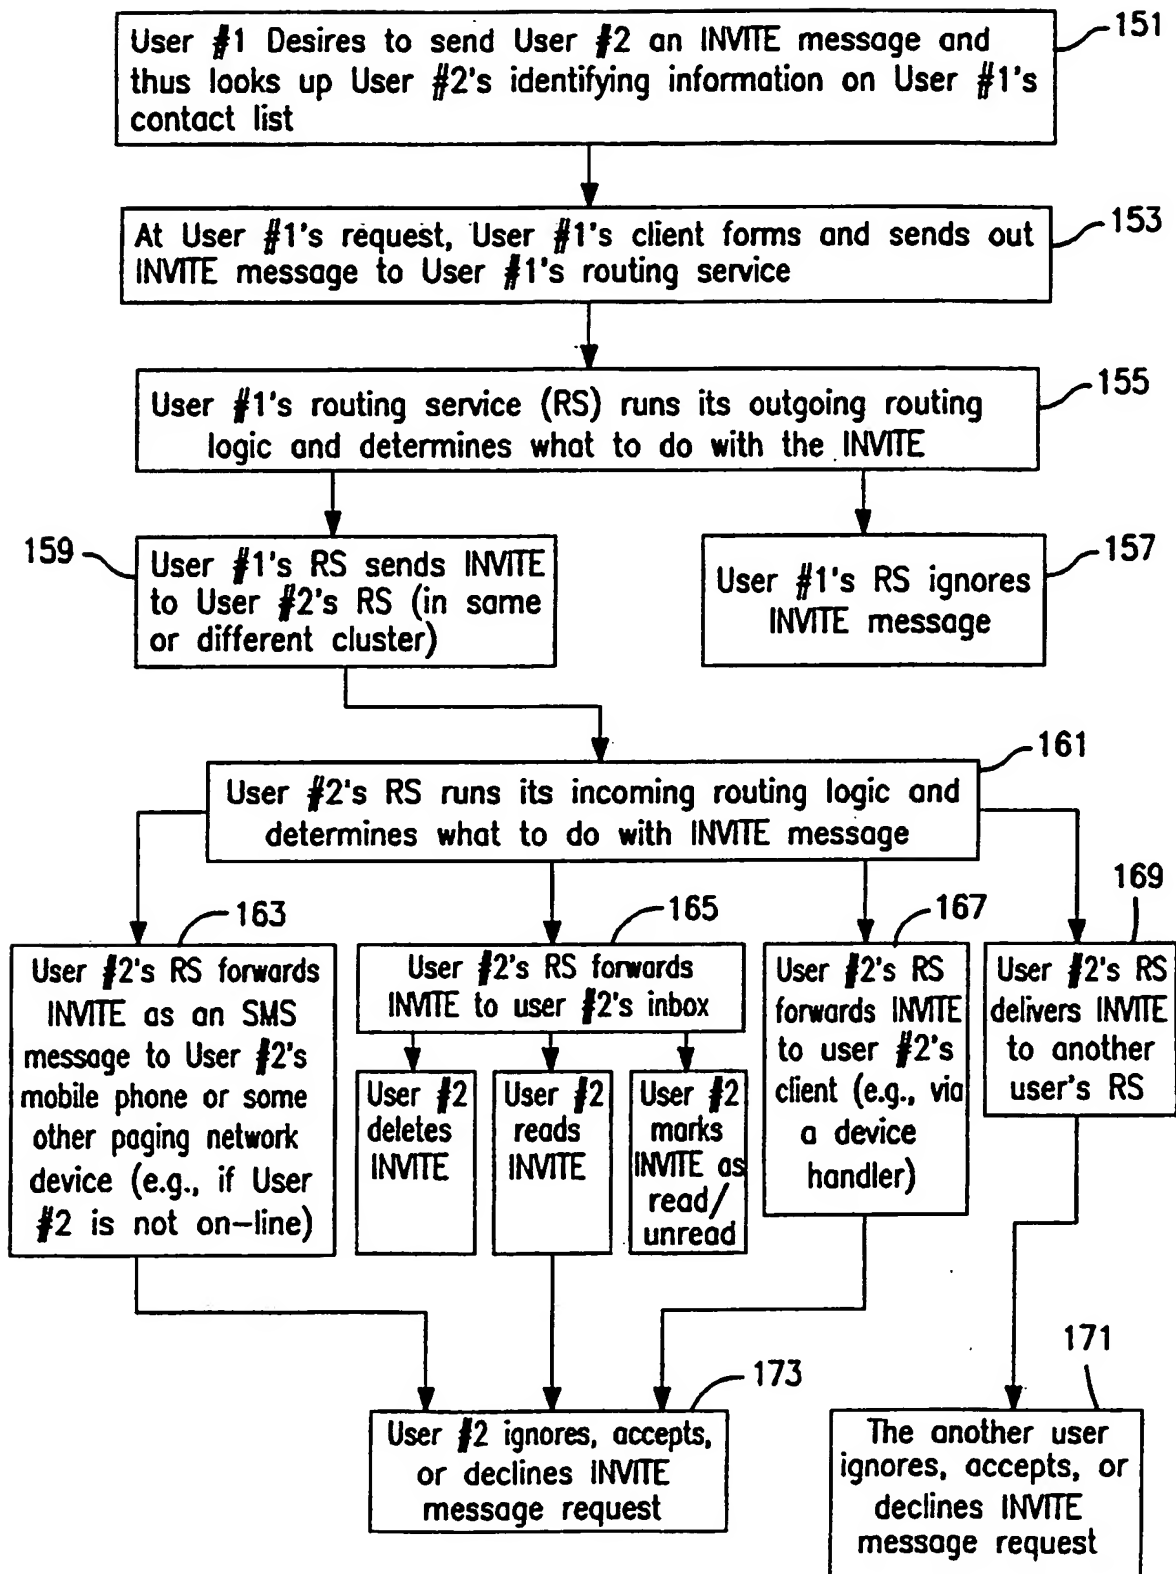 User #1 Desires to send User #2 an INVITE message and
thus looks up User #2's identifying information on User #1's
contact list
151
At User #1's request, User #1's client forms and sends out
INVITE message to User #1's routing service
153
User #1's routing service (RS) runs its outgoing routing
logic and determines what to do with the INVITE
155
159
User #1's RS sends INVITE
to User #2's RS (in same
or different cluster)
User #1's RS ignores
INVITE message
157
161
User #2's RS runs its incoming routing logic and
determines what to do with INVITE message
163
User #2's RS forwards
INVITE as an SMS
message to User #2's
mobile phone or some
other paging network
device (e.g., if User
#2 is not on-line)
165
User #2's RS forwards
INVITE to user #2's inbox
User #2
deletes
INVITE
User #2
reads
INVITE
User #2
marks
INVITE as
read/
unread
167
User #2's RS
forwards INVITE
to user #2's
client (e.g., via
a device
handler)
169
User #2's RS
delivers INVITE
to another
user's RS
173
User #2 ignores, accepts,
or declines INVITE
message request
171
The another user
ignores, accepts, or
declines INVITE
message request